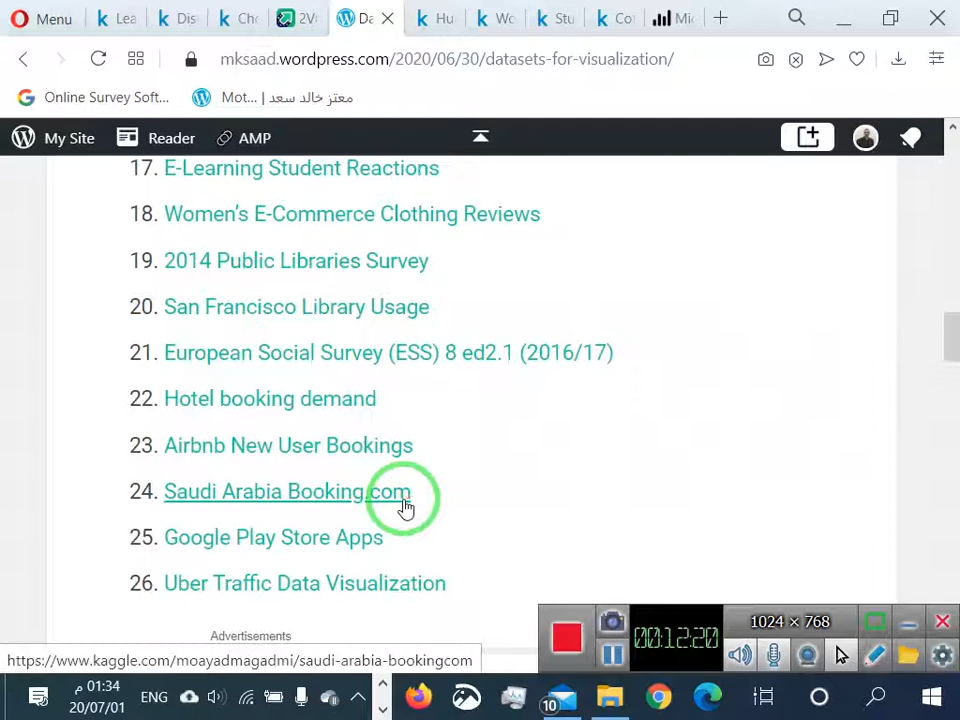 Menu Lea Dis Cho 2V Da Hu Wo Stu Co Mi
mksaad.wordpress.com/2020/06/30/datasets-for-visualization/
Online Survey Soft... Mot... | معتز خالد سعد
My Site Reader AMP
17. E-Learning Student Reactions
18. Women’s E-Commerce Clothing Reviews
19. 2014 Public Libraries Survey
20. San Francisco Library Usage
21. European Social Survey (ESS) 8 ed2.1 (2016/17)
22. Hotel booking demand
23. Airbnb New User Bookings
24. Saudi Arabia Booking.com
25. Google Play Store Apps
26. Uber Traffic Data Visualization
Advertisements
00:12:20 1024 × 768
https://www.kaggle.com/moayadmagadmi/saudi-arabia-bookingcom
01:34 م ENG 10
20/07/01